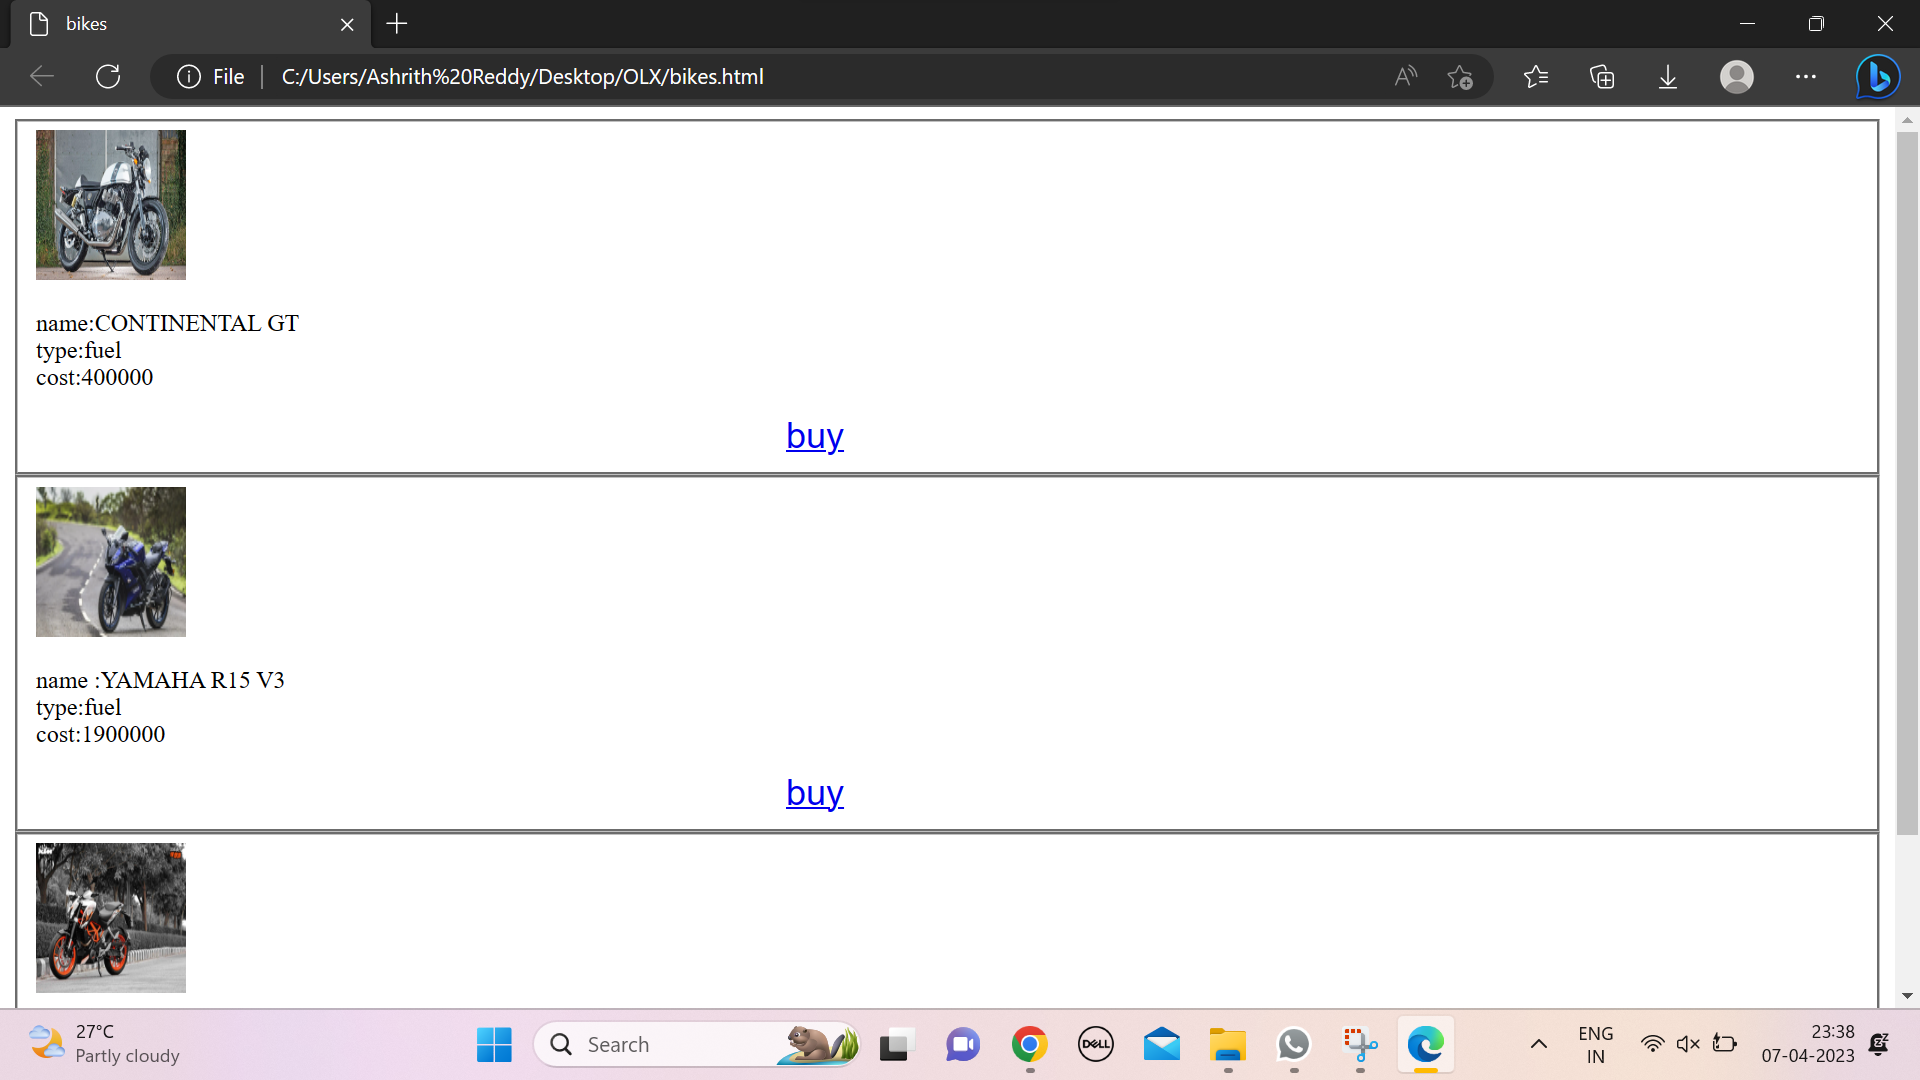 bikes
File
C:/Users/Ashrith%20Reddy/Desktop/OLX/bikes.html
name:CONTINENTAL GT
type:fuel
cost:400000
buy
name :YAMAHA R15 V3
type:fuel
cost:1900000
buy
27°C
Partly cloudy
Search
DELL
ENG
IN
23:38
07-04-2023